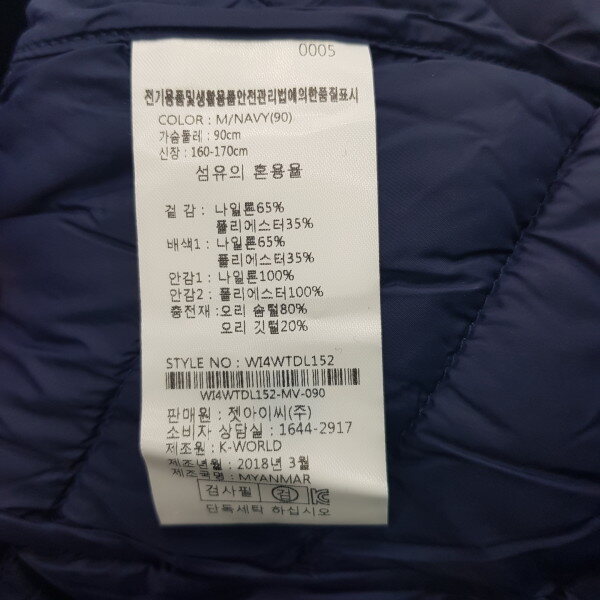 0005
전기용품및생활용품안전관리법에의한품질표시
COLOR : M/NAVY(90)
가슴둘레 : 90cm
신장 : 160-170cm
섬유의 혼용율
겉 감 : 나일론65%
폴리에스터35%
배색1 : 나일론65%
폴리에스터35%
안감1 : 나일론100%
안감2 : 폴리에스터100%
충전재 : 오리 솜털80%
오리 깃털20%
STYLE NO : WI4WTDL152
WI4WTDL152-MV-090
판매원 : 젯아이씨(주)
소비자 상담실 : 1644-2917
제조원 : K-WORLD
제조년월 : 2018년 3월
제조국명 : MYANMAR
검사필 검
단독세탁 하십시오